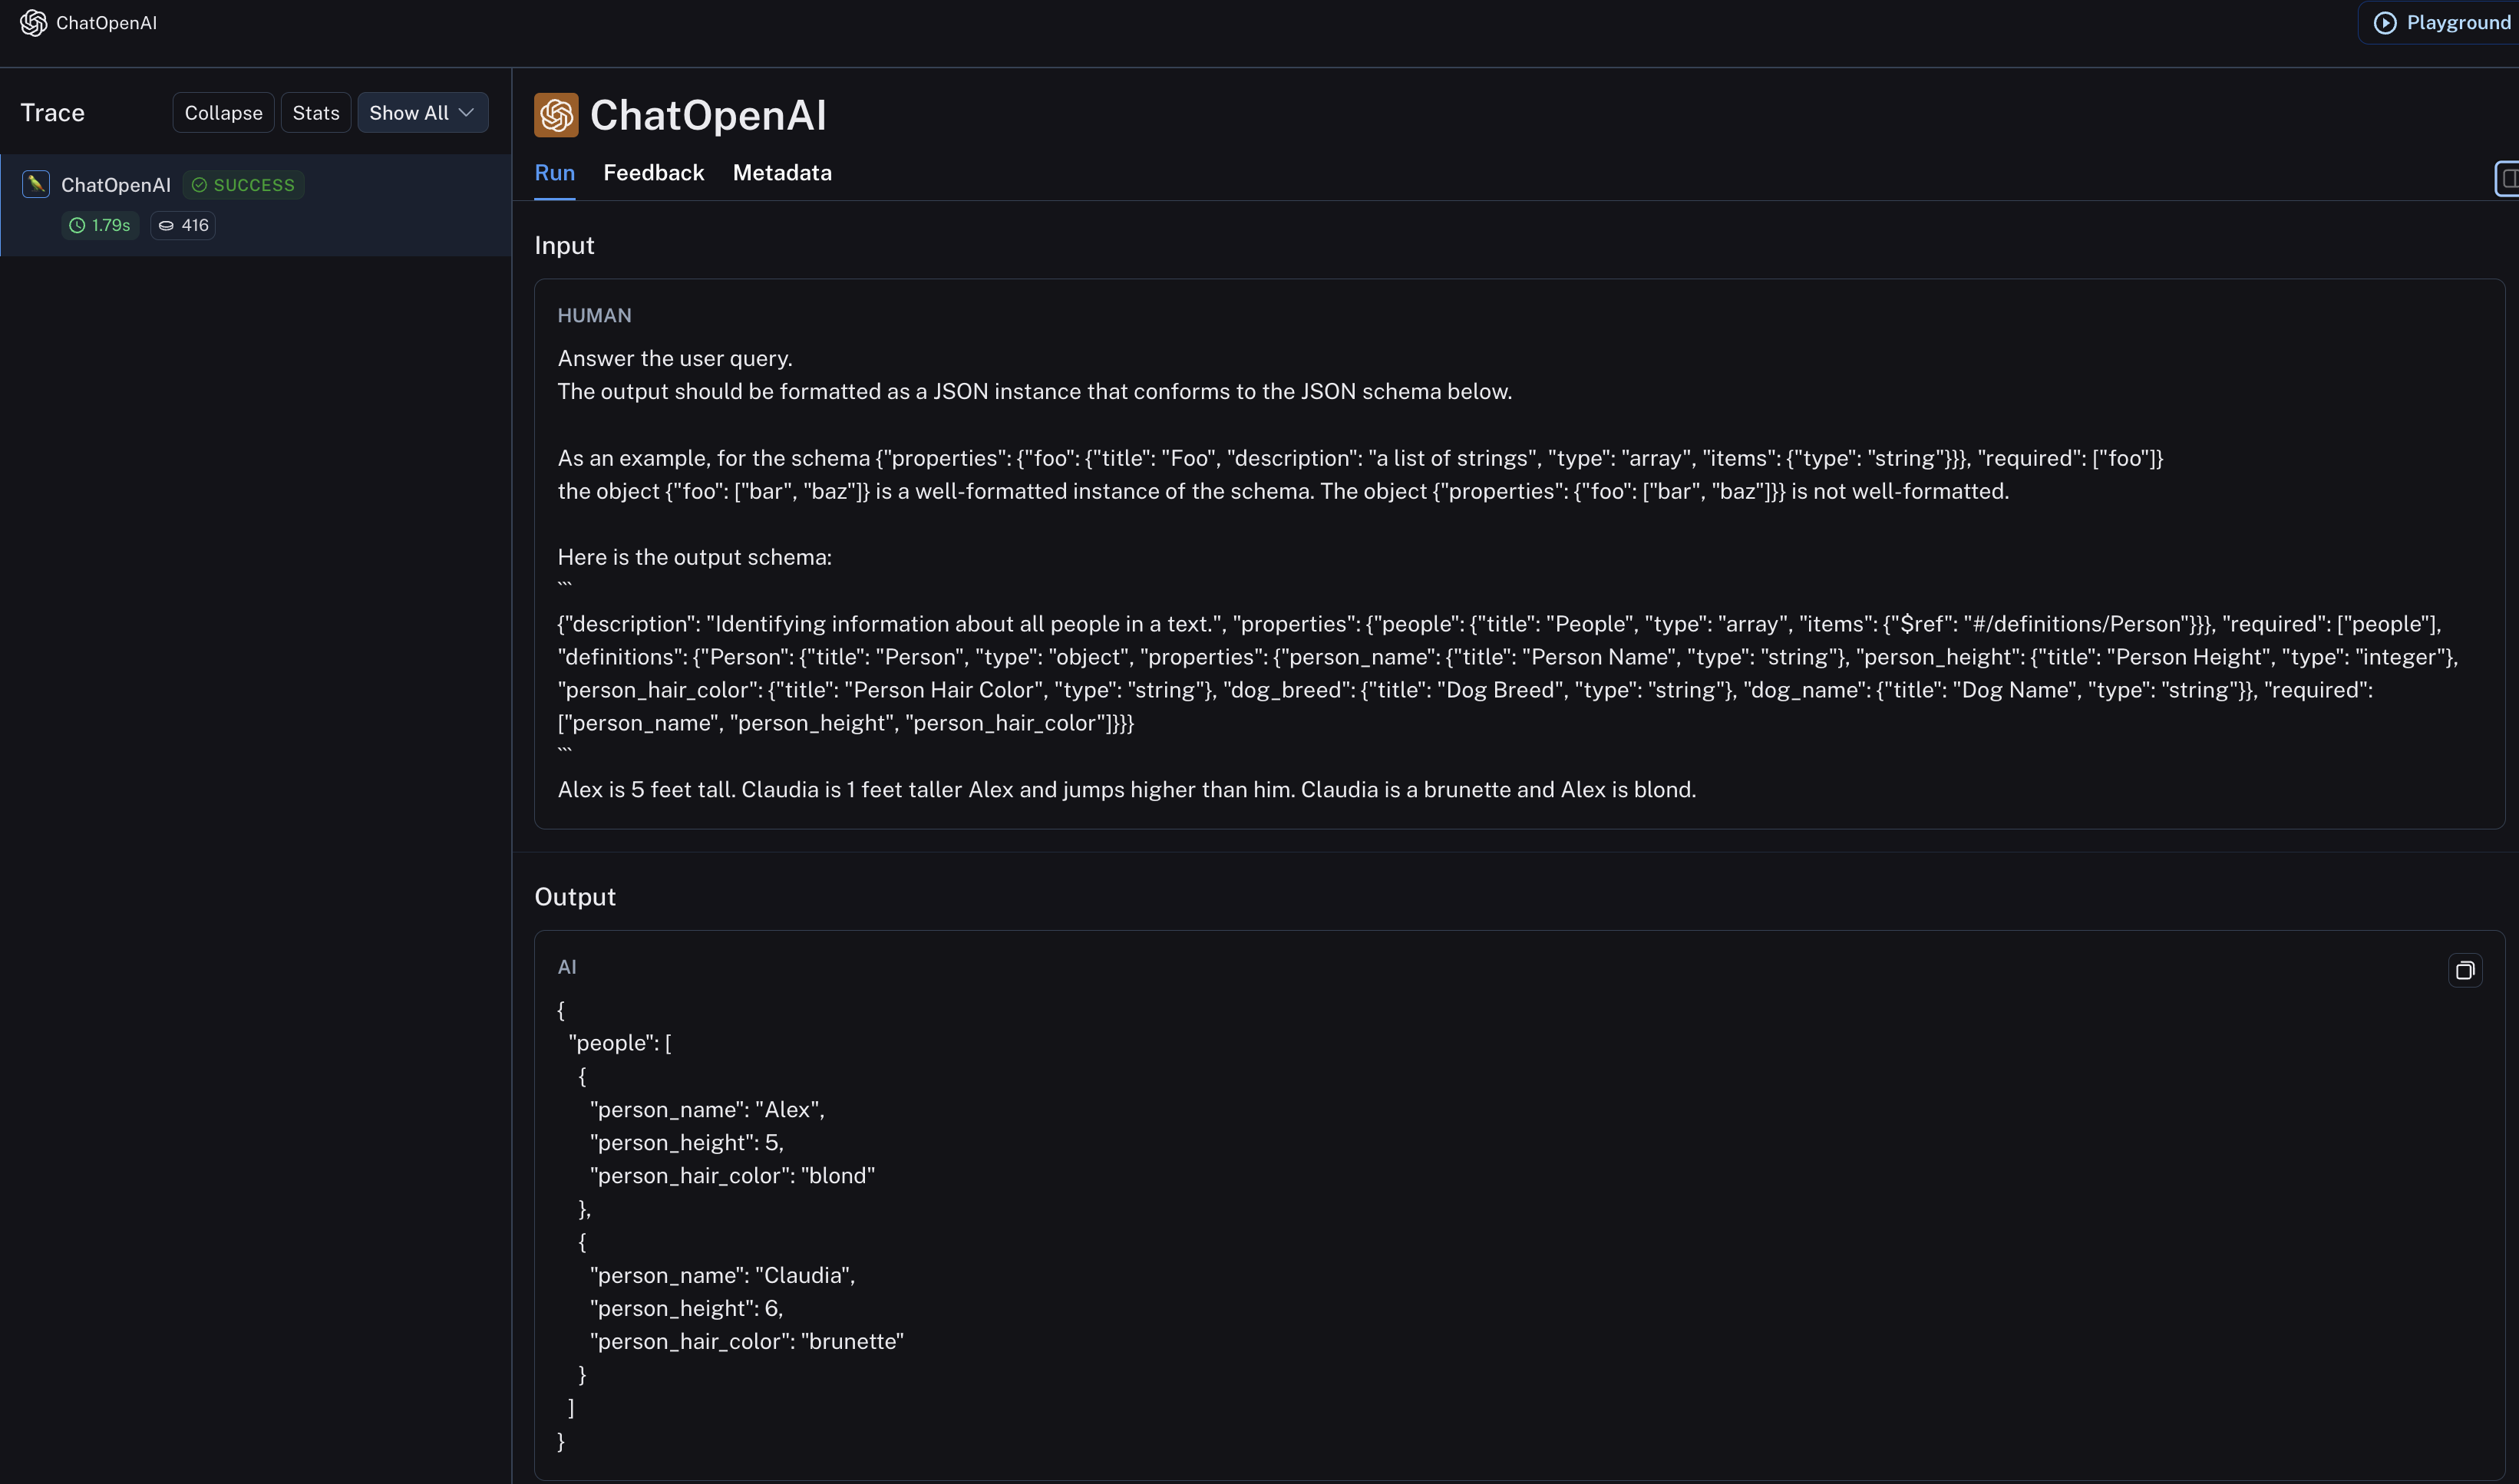 ChatOpenAI
Playground
Trace
Collapse
Stats
Show All
ChatOpenAI
SUCCESS
1.79s
416
ChatOpenAI
Run
Feedback
Metadata
Input
HUMAN
Answer the user query.
The output should be formatted as a JSON instance that conforms to the JSON schema below.
As an example, for the schema {"properties": {"foo": {"title": "Foo", "description": "a list of strings", "type": "array", "items": {"type": "string"}}}, "required": ["foo"]}
the object {"foo": ["bar", "baz"]} is a well-formatted instance of the schema. The object {"properties": {"foo": ["bar", "baz"]}} is not well-formatted.
Here is the output schema:
```
{"description": "Identifying information about all people in a text.", "properties": {"people": {"title": "People", "type": "array", "items": {"$ref": "#/definitions/Person"}}}, "required": ["people"],
"definitions": {"Person": {"title": "Person", "type": "object", "properties": {"person_name": {"title": "Person Name", "type": "string"}, "person_height": {"title": "Person Height", "type": "integer"},
"person_hair_color": {"title": "Person Hair Color", "type": "string"}, "dog_breed": {"title": "Dog Breed", "type": "string"}, "dog_name": {"title": "Dog Name", "type": "string"}}, "required":
["person_name", "person_height", "person_hair_color"]}}}
```
Alex is 5 feet tall. Claudia is 1 feet taller Alex and jumps higher than him. Claudia is a brunette and Alex is blond.
Output
AI
{
"people": [
{
"person_name": "Alex",
"person_height": 5,
"person_hair_color": "blond"
},
{
"person_name": "Claudia",
"person_height": 6,
"person_hair_color": "brunette"
}
]
}